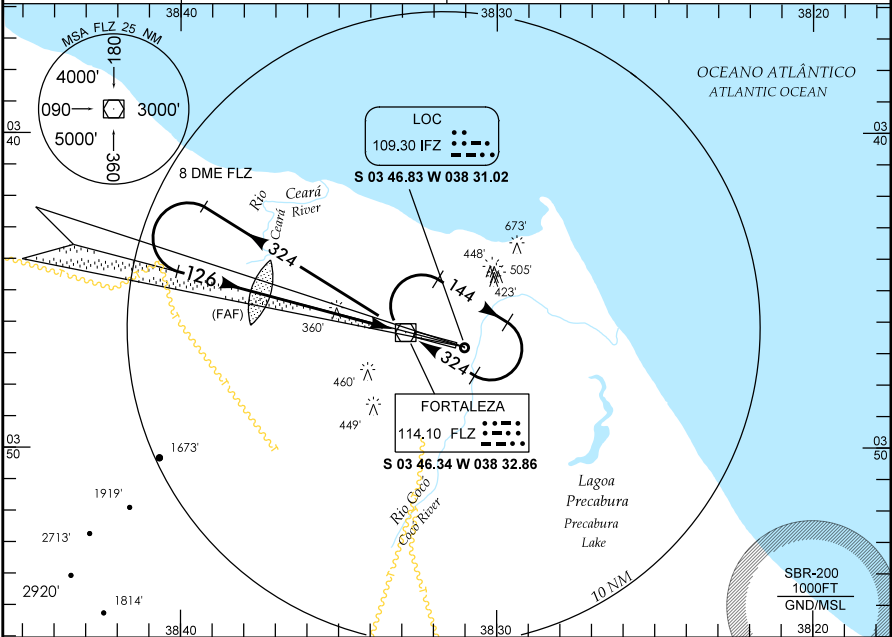 38 40
38 30
38 20
MSA FLZ 25 NM
180
4000'
090
3000'
5000'
360
OCEANO ATLÂNTICO
ATLANTIC OCEAN
03
40
03
40
LOC
109.30 IFZ
S 03 46.83 W 038 31.02
8 DME FLZ
Rio
Ceará
Ceará
River
673'
448'
505'
423'
324
126
144
(FAF)
360'
324
460'
449'
FORTALEZA
114.10 FLZ
S 03 46.34 W 038 32.86
03
50
03
50
1673'
1919'
2713'
2920'
1814'
Rio Cocó
Cocó River
Lagoa
Precabura
Precabura
Lake
10 NM
SBR-200
1000FT
GND/MSL
38 40
38 30
38 20